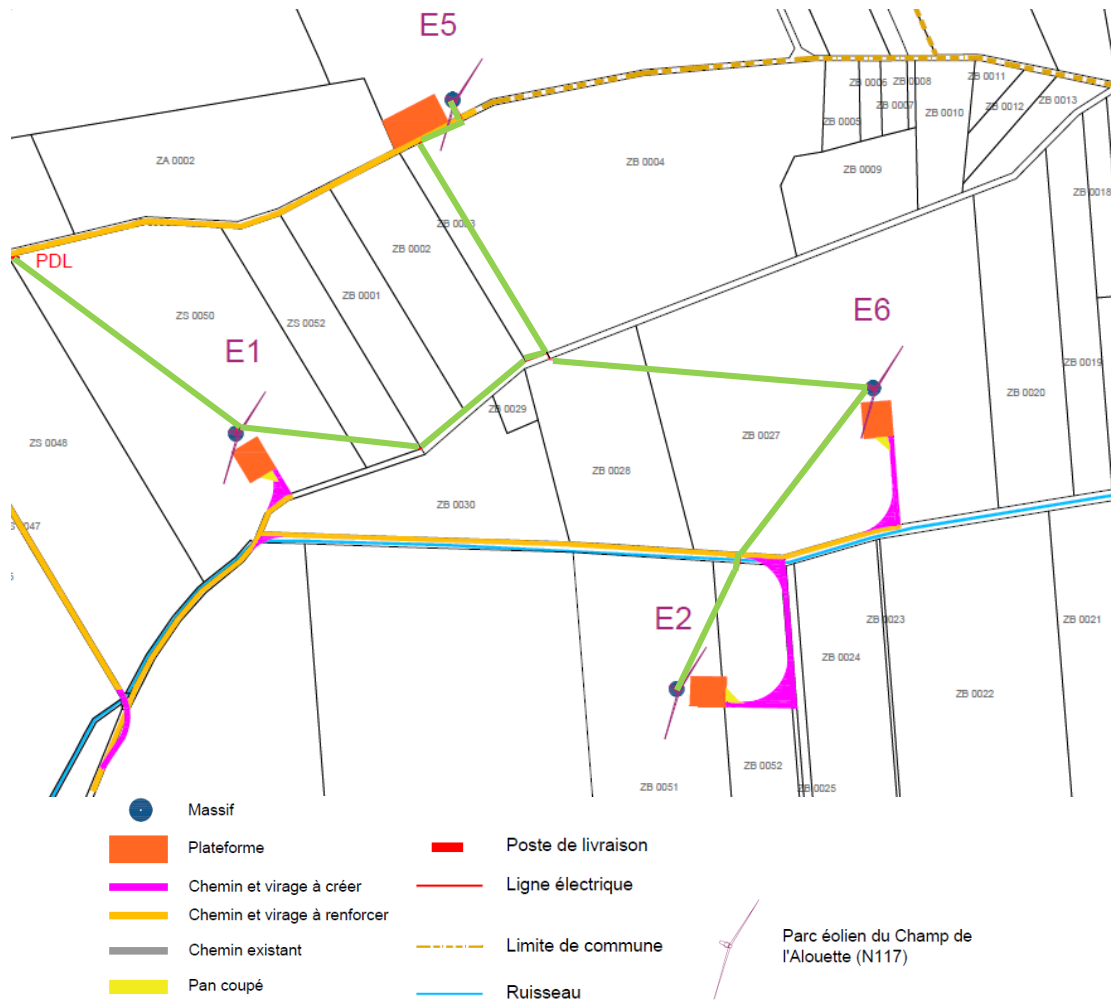 E5
ZB 0006
ZB 0008
ZB 0011
ZB 0007
ZB 0010
ZB 0012
ZB 0013
ZB 0005
ZA 0002
ZB 0004
ZB 0009
ZB 0018
ZB 0002
PDL
ZB 0001
ZS 0050
ZS 0052
E1
E6
ZB 0019
ZB 0020
ZB 0029
ZS 0048
ZB 0027
ZB 0028
ZB 0030
E2
ZB 0023
ZB 0021
ZB 0024
ZB 0022
ZB 0052
ZB 0051
ZB 0025
Massif
Plateforme
Chemin et virage à créer
Chemin et virage à renforcer
Chemin existant
Pan coupé
Poste de livraison
Ligne électrique
Limite de commune
Ruisseau
Parc éolien du Champ de
l'Alouette (N117)